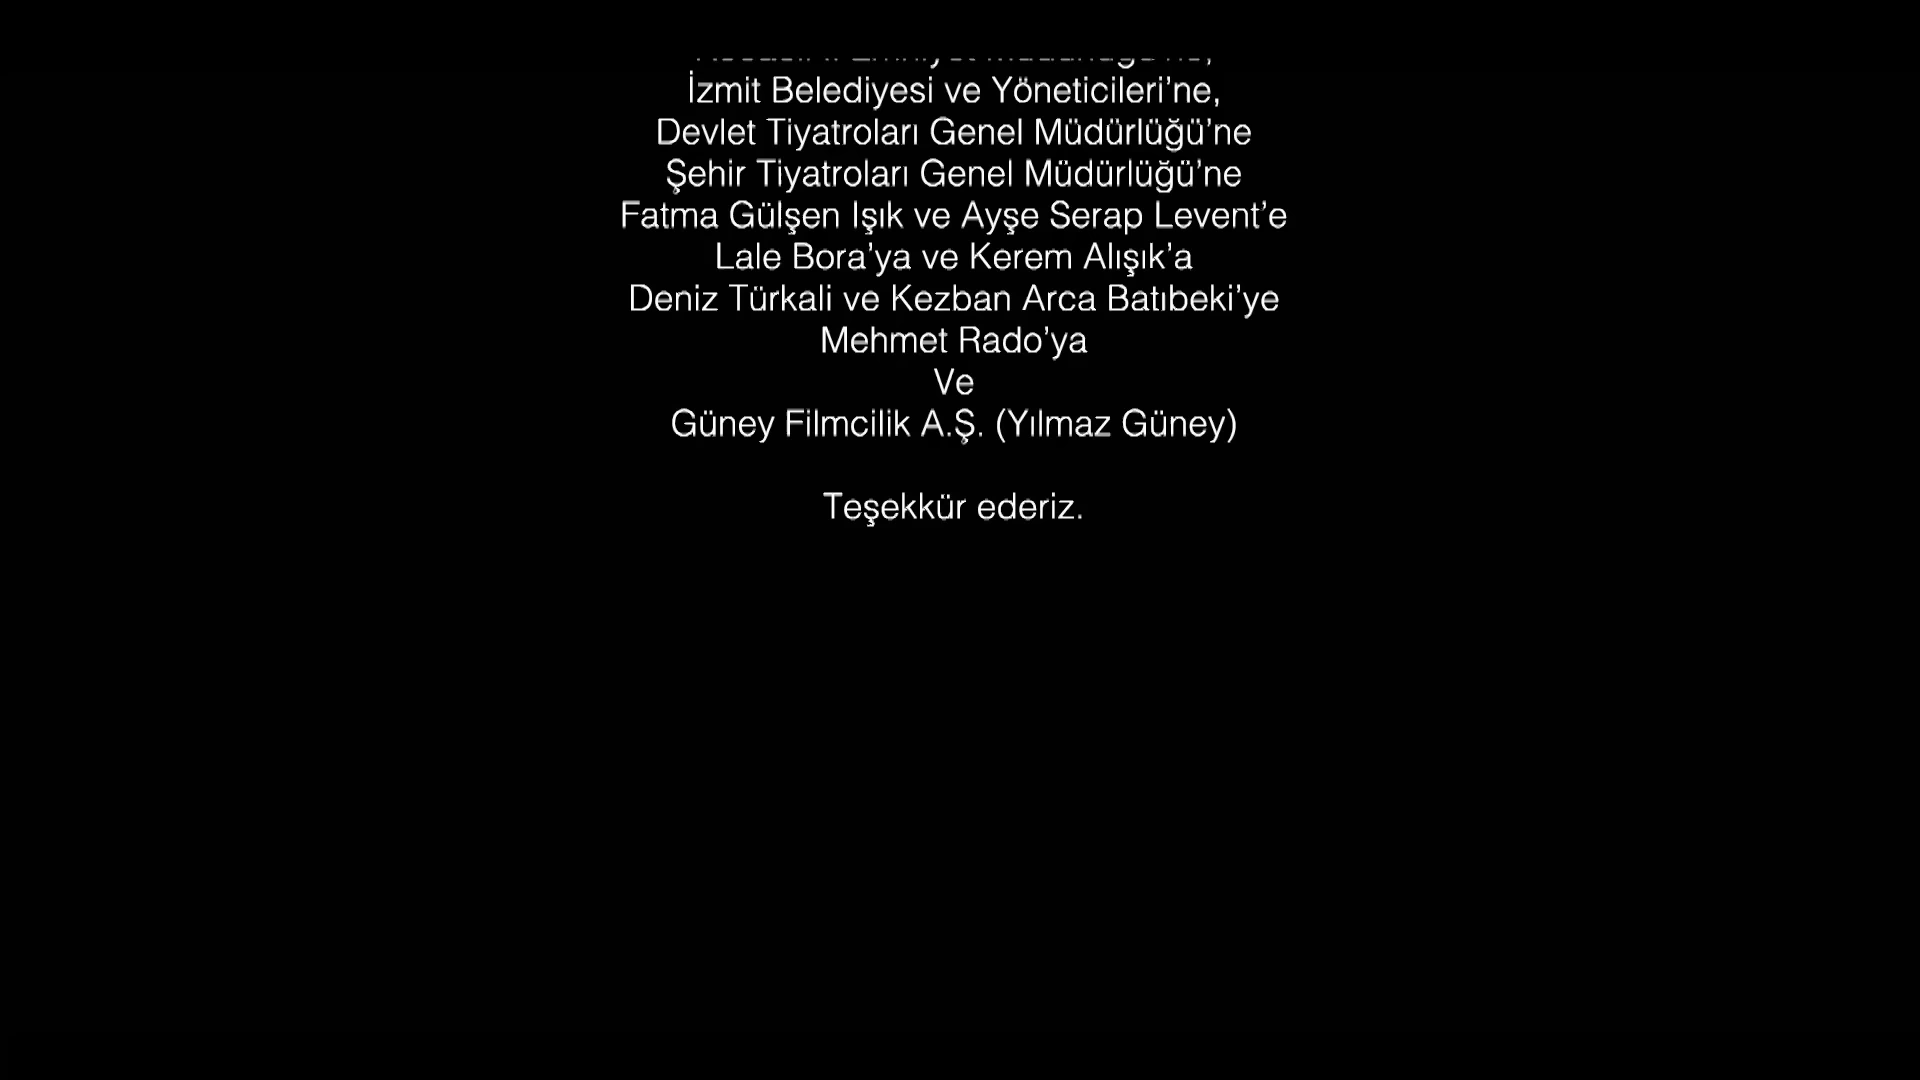 İzmit Belediyesi ve Yöneticileri’ne,
Devlet Tiyatroları Genel Müdürlüğü’ne
Şehir Tiyatroları Genel Müdürlüğü’ne
Fatma Gülşen Işık ve Ayşe Serap Levent’e
Lale Bora’ya ve Kerem Alışık’a
Deniz Türkali ve Kezban Arca Batıbeki’ye
Mehmet Rado’ya
Ve
Güney Filmcilik A.Ş. (Yılmaz Güney)
Teşekkür ederiz.